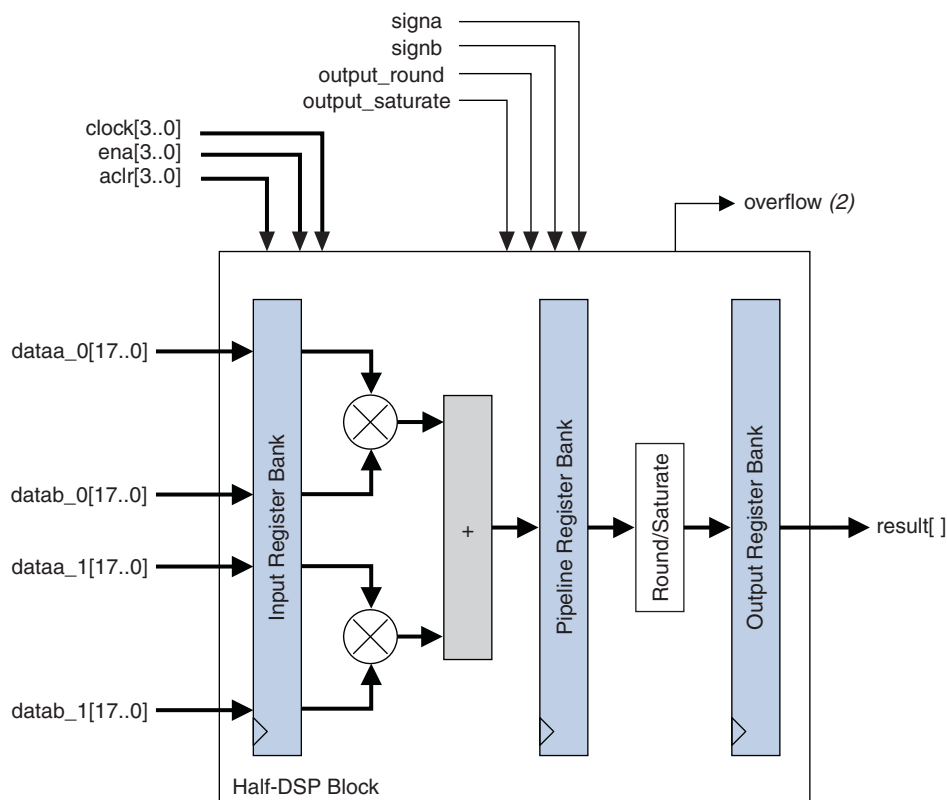 signa
signb
output_round
output_saturate
clock[3..0]
ena[3..0]
aclr[3..0]
overflow (2)
dataa_0[17..0]
datab_0[17..0]
dataa_1[17..0]
datab_1[17..0]
Input Register Bank
+
Pipeline Register Bank
Round/Saturate
Output Register Bank
result[ ]
Half-DSP Block